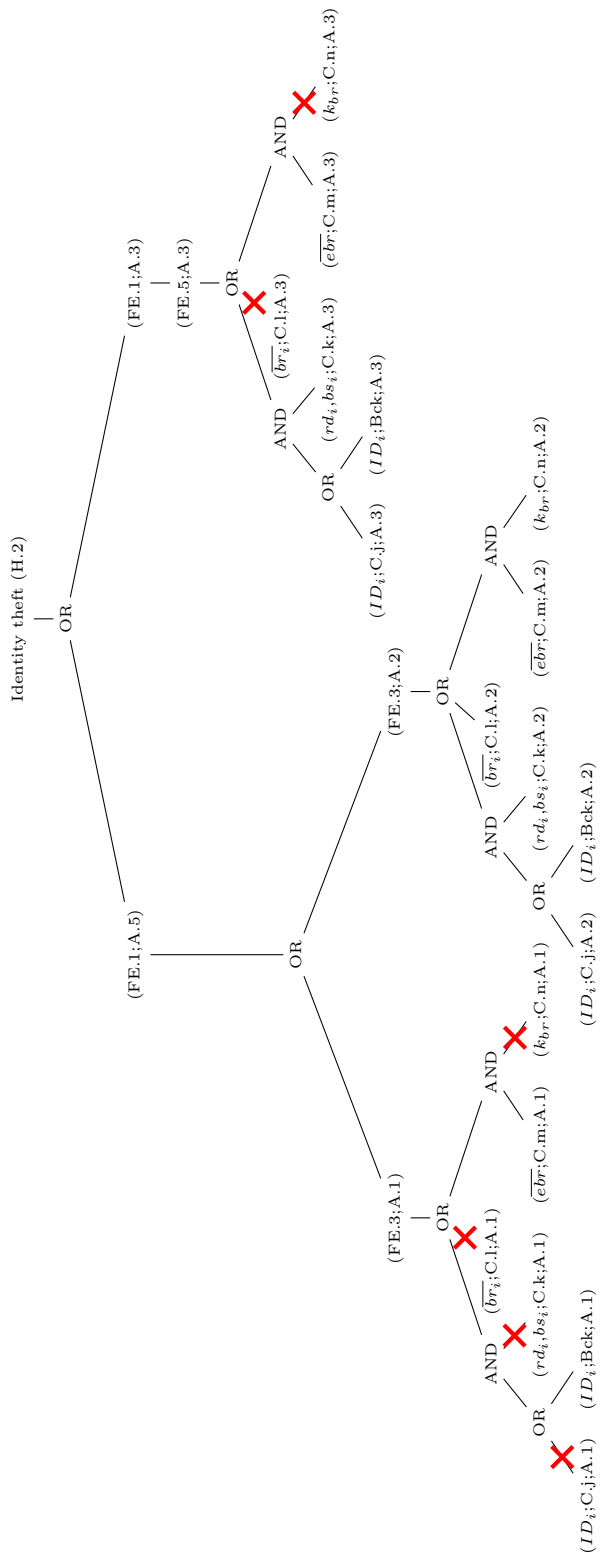 Identity theft (H.2)
OR
(FE.1;A.5)
(FE.1;A.3)
(FE.5;A.3)
OR
OR
AND
($\overline{br_i}$;C.l;A.3)
AND
OR
($rd_i$,$bs_i$;C.k;A.3)
($\overline{ebr}$;C.m;A.3)
($k_{br}$;C.n;A.3)
($ID_i$;C.j;A.3)
($ID_i$;Bck;A.3)
(FE.3;A.1)
(FE.3;A.2)
OR
OR
AND
($\overline{br_i}$;C.l;A.1)
AND
AND
($\overline{br_i}$;C.l;A.2)
AND
OR
($rd_i$,$bs_i$;C.k;A.1)
($\overline{ebr}$;C.m;A.1)
($k_{br}$;C.n;A.1)
OR
($rd_i$,$bs_i$;C.k;A.2)
($\overline{ebr}$;C.m;A.2)
($k_{br}$;C.n;A.2)
($ID_i$;C.j;A.1)
($ID_i$;Bck;A.1)
($ID_i$;C.j;A.2)
($ID_i$;Bck;A.2)